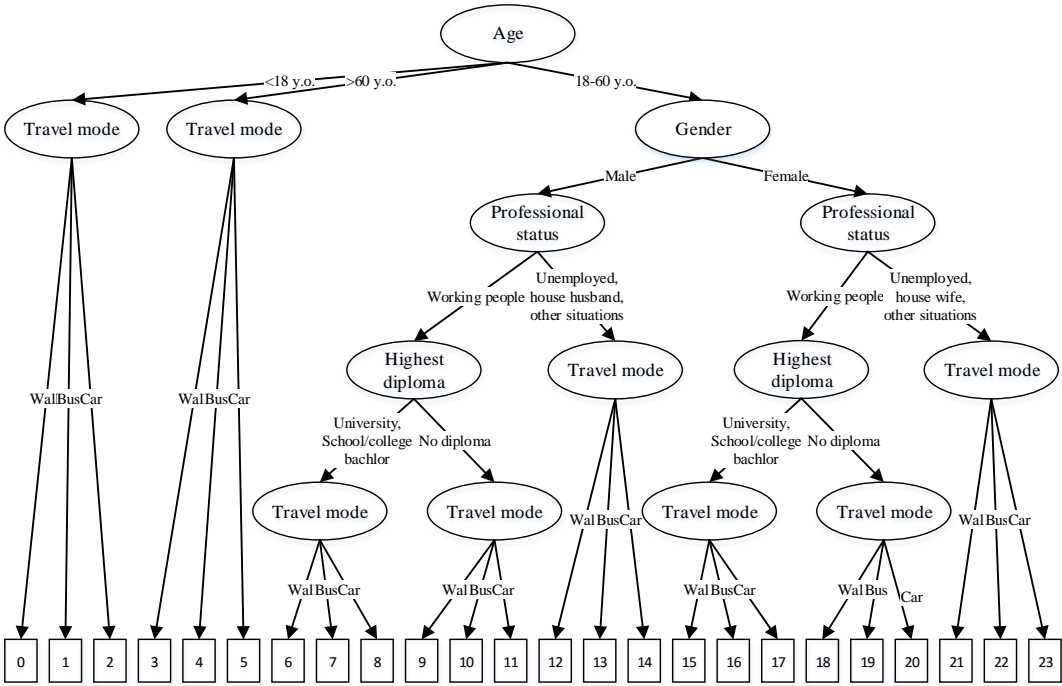 Age
<18 y.o.
>60 y.o.
18-60 y.o.
Travel mode
Travel mode
Gender
Male
Female
Professional
status
Professional
status
Working people
Unemployed,
house husband,
other situations
Working people
Unemployed,
house wife,
other situations
Highest
diploma
Travel mode
Highest
diploma
Travel mode
WalBusCar
WalBusCar
University,
School/college
bachlor
No diploma
University,
School/college
bachlor
No diploma
Travel mode
Travel mode
WalBusCar
Travel mode
Travel mode
WalBusCar
WalBusCar
WalBusCar
WalBusCar
WalBus
Car
0 1 2 3 4 5 6 7 8 9 10 11 12 13 14 15 16 17 18 19 20 21 22 23